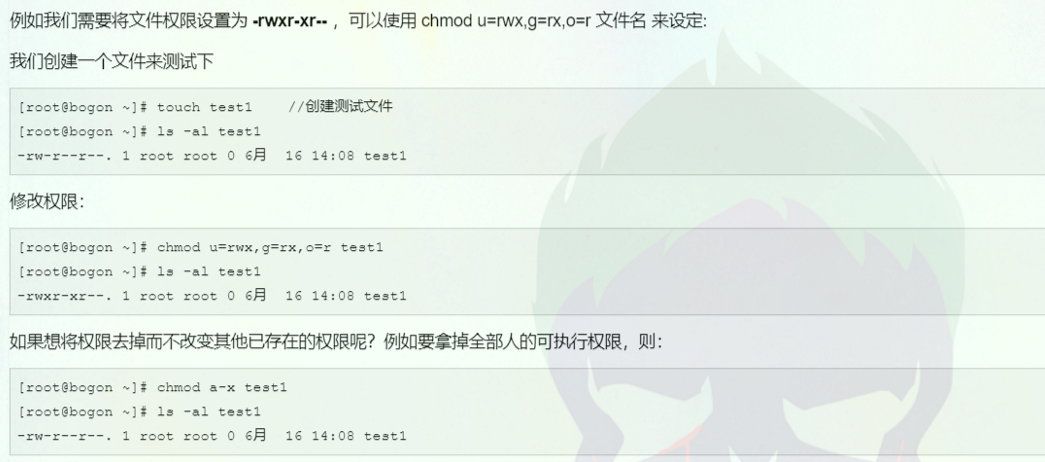 例如我们需要将文件权限设置为 -rwxr-xr-- ，可以使用 chmod u=rwx,g=rx,o=r 文件名 来设定:
我们创建一个文件来测试下
[root@bogon ~]# touch test1    //创建测试文件
[root@bogon ~]# ls -al test1
-rw-r--r--. 1 root root 0 6月  16 14:08 test1
修改权限：
[root@bogon ~]# chmod u=rwx,g=rx,o=r test1
[root@bogon ~]# ls -al test1
-rwxr-xr--. 1 root root 0 6月  16 14:08 test1
如果想将权限去掉而不改变其他已存在的权限呢？例如要拿掉全部人的可执行权限，则：
[root@bogon ~]# chmod a-x test1
[root@bogon ~]# ls -al test1
-rw-r--r--. 1 root root 0 6月  16 14:08 test1